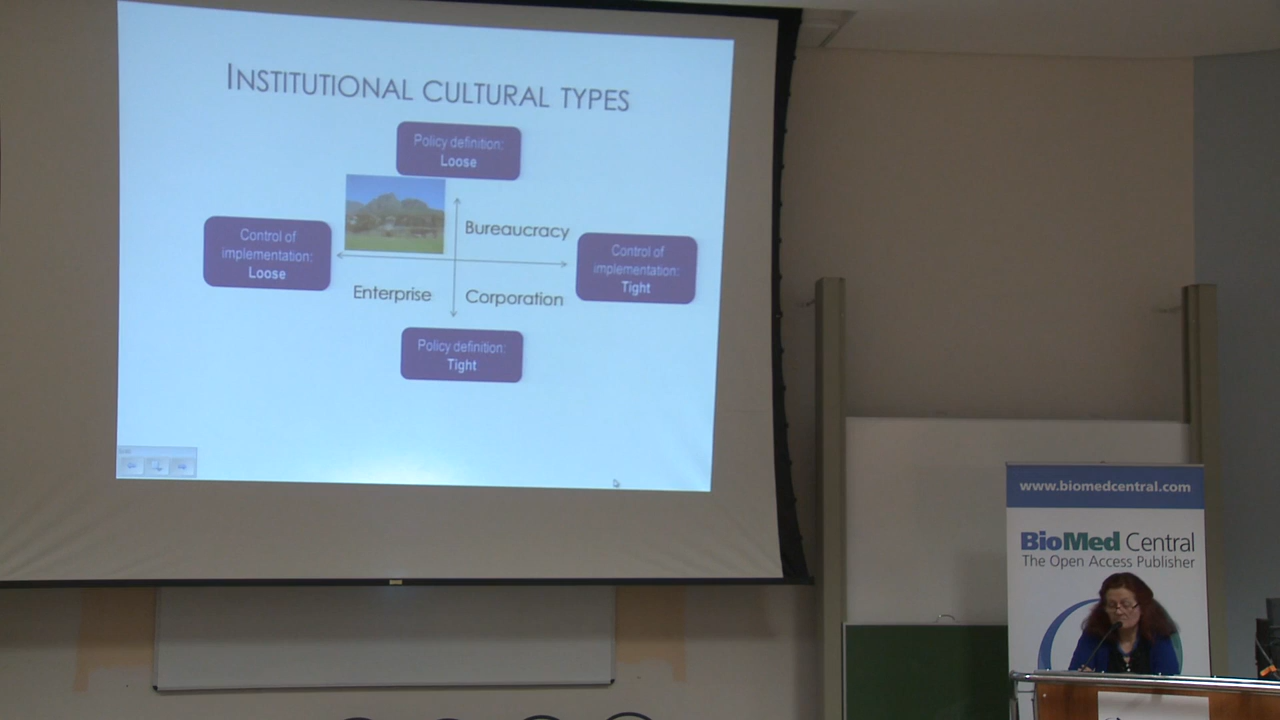 INSTITUTIONAL CULTURAL TYPES
Policy definition:
Loose
Control of
implementation:
Loose
Bureaucracy
Control of
implementation:
Tight
Enterprise
Corporation
Policy definition:
Tight
www.biomedcentral.com
BioMed Central
The Open Access Publisher